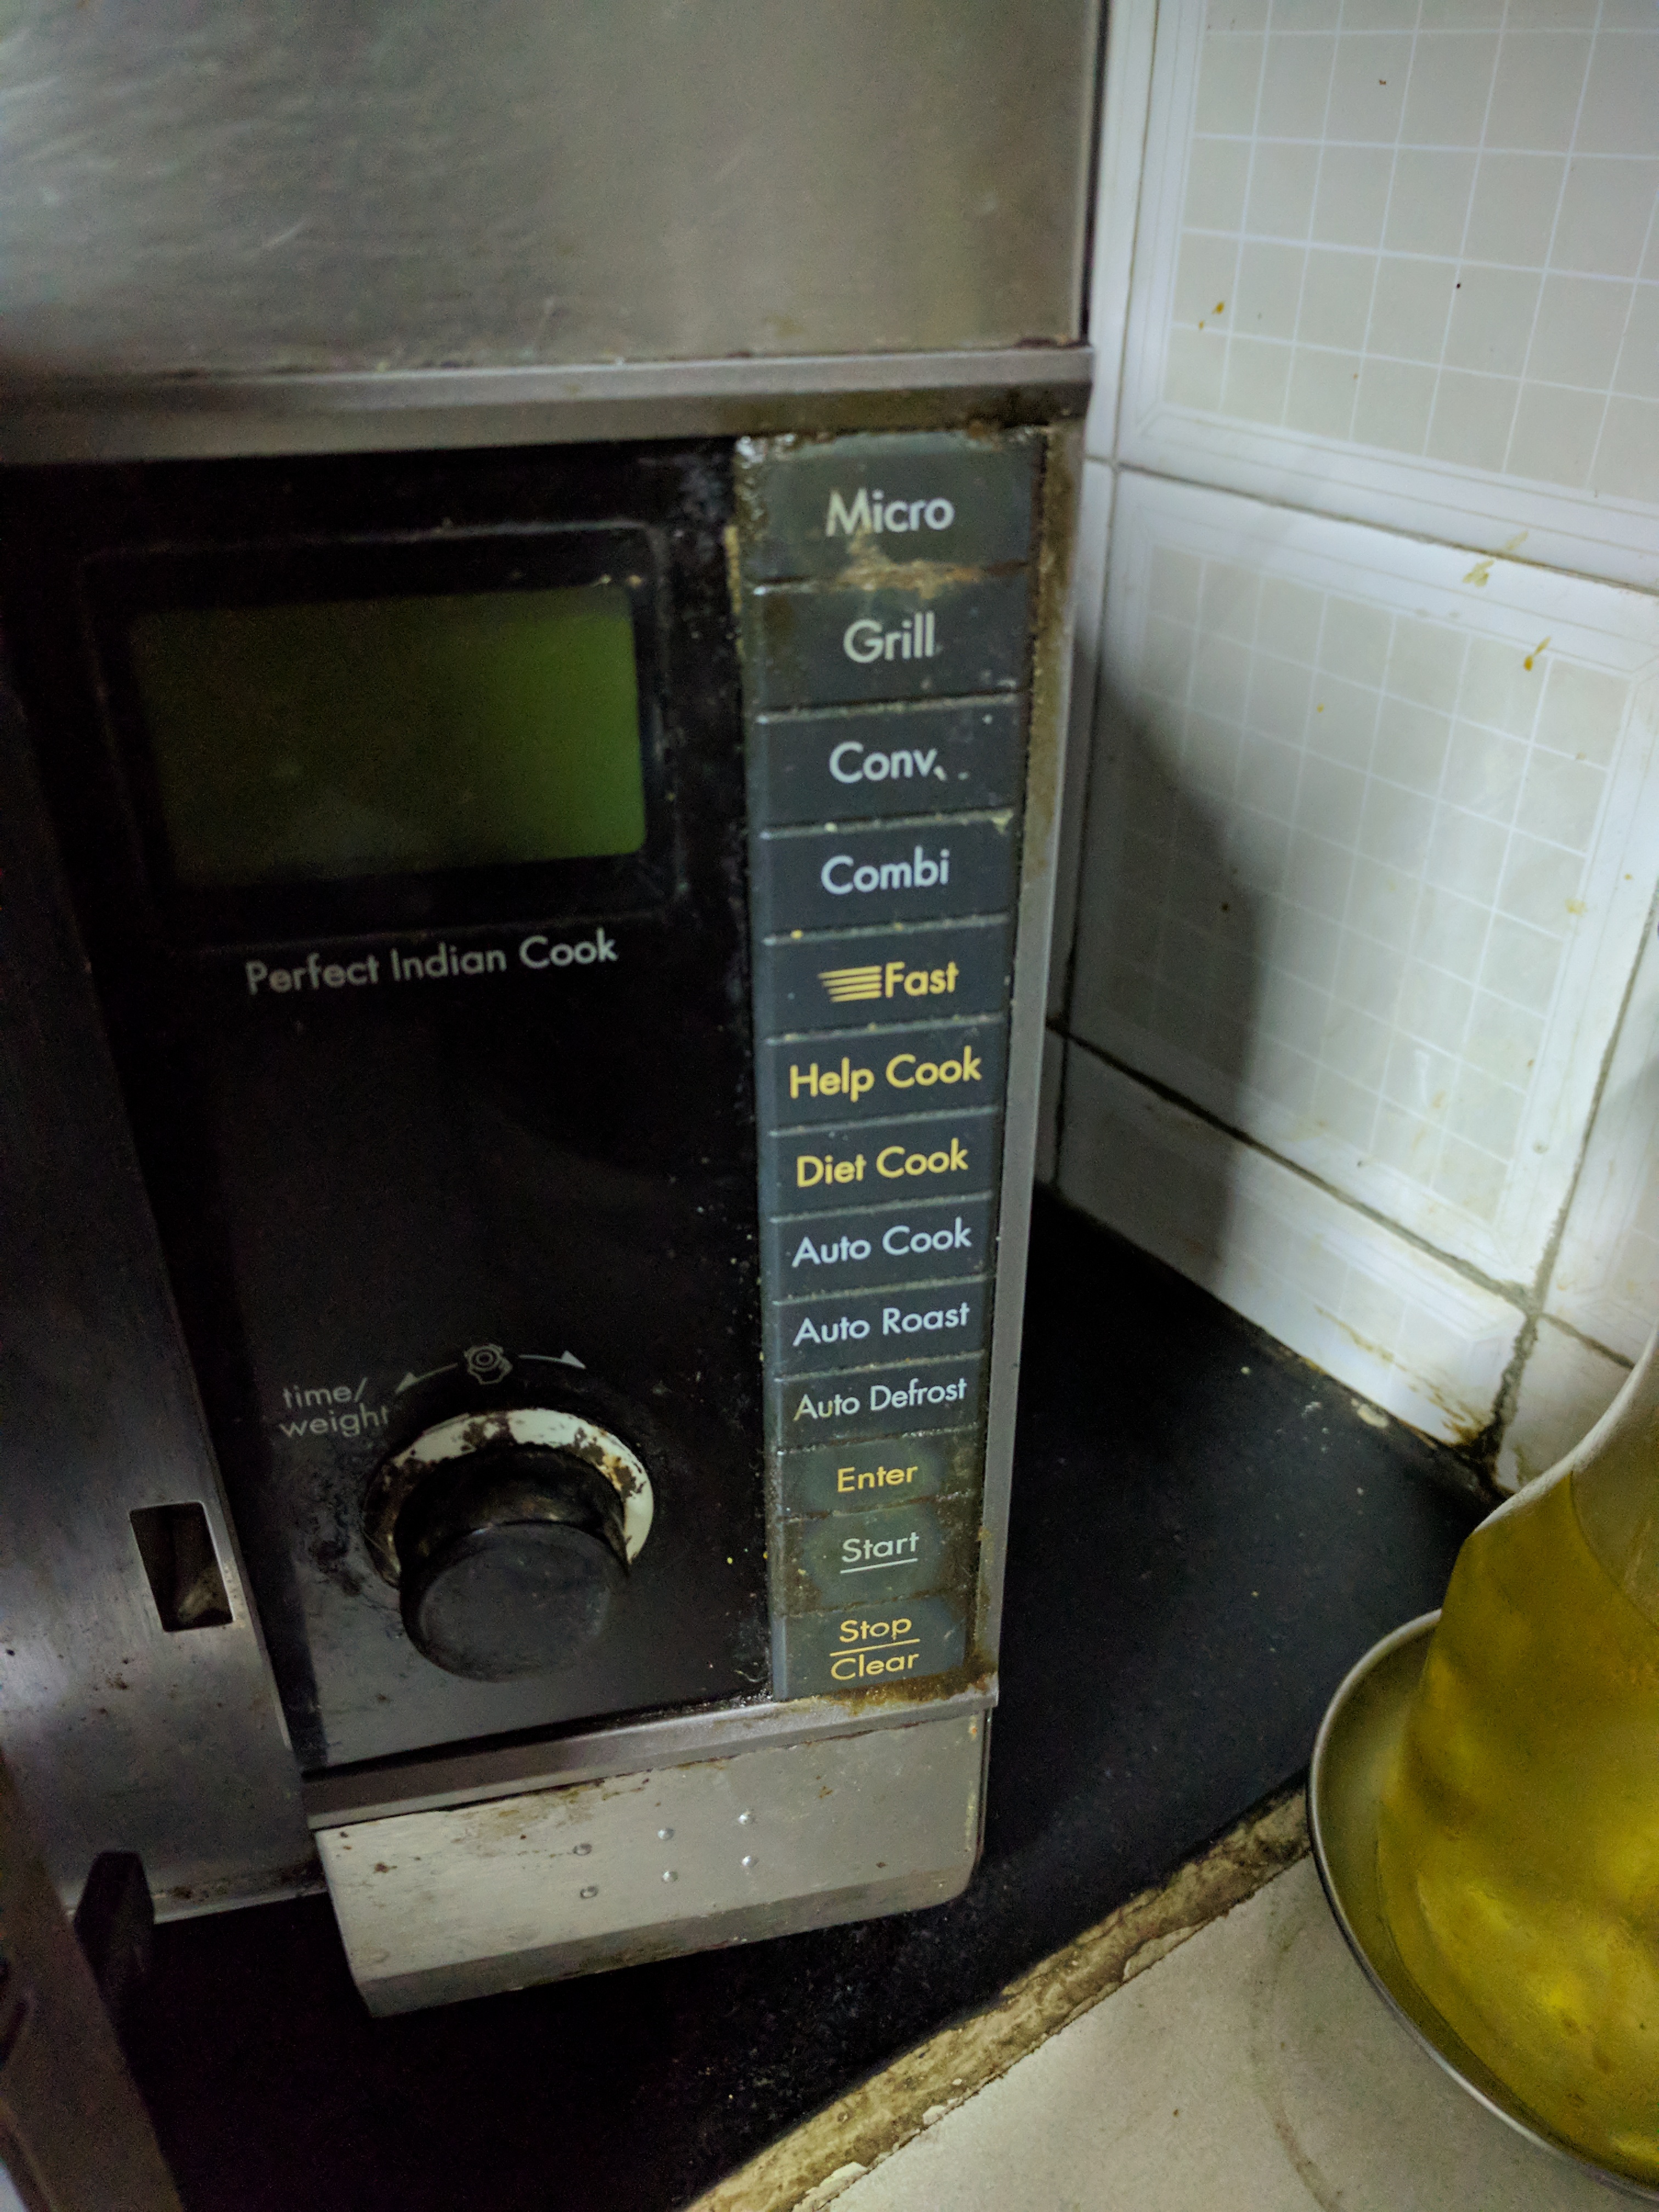 Micro
Grill
Conv.
Combi
Fast
Perfect Indian Cook
Help Cook
Diet Cook
Auto Cook
Auto Roast
time/
weight
Auto Defrost
Enter
Start
Stop
Clear